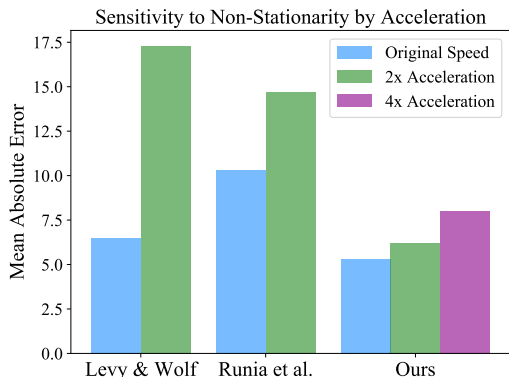 Sensitivity to Non-Stationarity by Acceleration
17.5
15.0
12.5
10.0
7.5
5.0
2.5
0.0
Mean Absolute Error
Original Speed
2x Acceleration
4x Acceleration
Levy & Wolf
Runia et al.
Ours